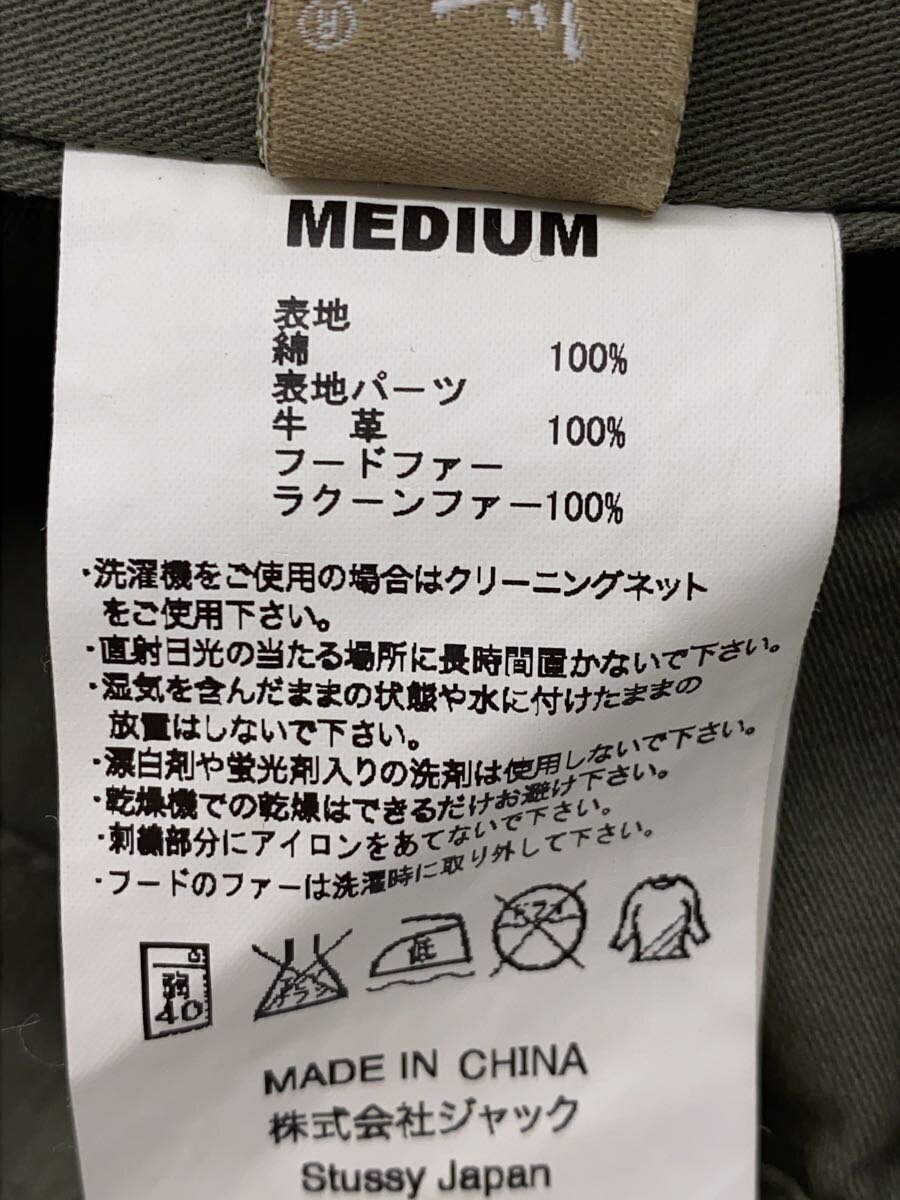 ®
MEDIUM
表地
綿 100%
表地パーツ
牛 革 100%
フードファー
ラクーンファー100%
・洗濯機をご使用の場合はクリーニングネット
をご使用下さい。
・直射日光の当たる場所に長時間置かないで下さい。
・湿気を含んだままの状態や水に付けたままの
放置はしないで下さい。
・漂白剤や蛍光剤入りの洗剤は使用しないで下さい。
・乾燥機での乾燥はできるだけお避け下さい。
・刺繍部分にアイロンをあてないで下さい。
・フードのファーは洗濯時に取り外して下さい。
弱
40
低
MADE IN CHINA
株式会社ジャック
Stussy Japan